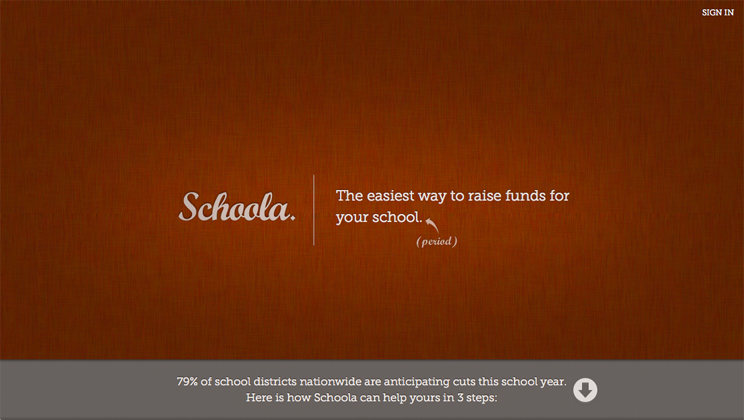 SIGN IN
Schoola.
The easiest way to raise funds for
your school.
(period)
79% of school districts nationwide are anticipating cuts this school year.
Here is how Schoola can help yours in 3 steps: